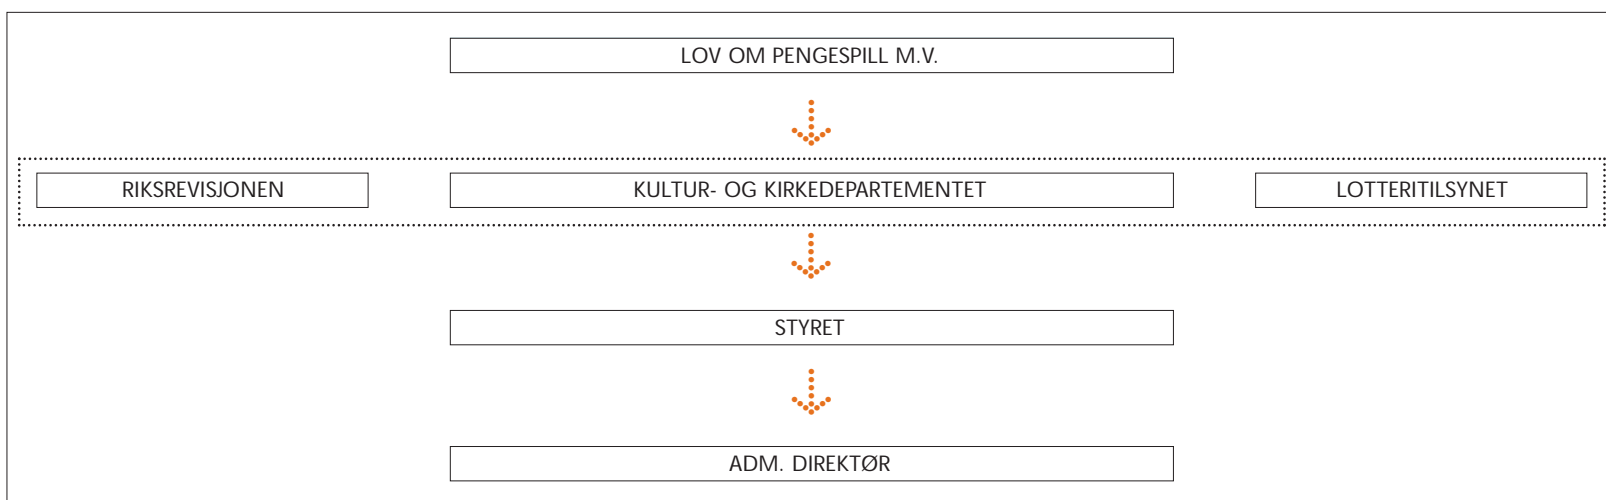 LOV OM PENGESPILL M.V.
RIKSREVISJONEN
KULTUR- OG KIRKEDEPARTEMENTET
LOTTERITILSYNET
STYRET
ADM. DIREKTØR